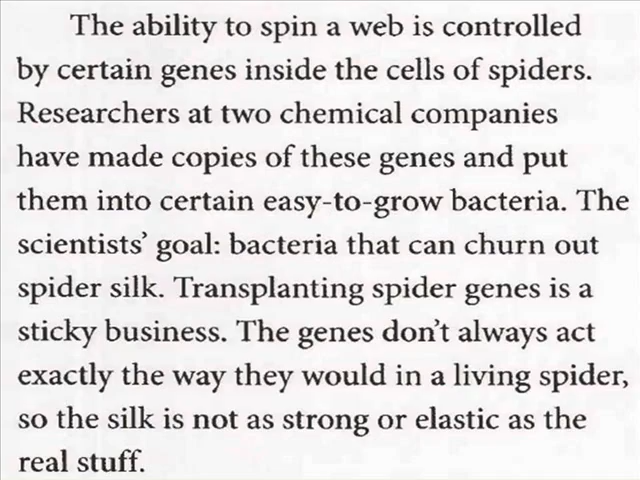 The ability to spin a web is controlled
by certain genes inside the cells of spiders.
Researchers at two chemical companies
have made copies of these genes and put
them into certain easy-to-grow bacteria. The
scientists’ goal: bacteria that can churn out
spider silk. Transplanting spider genes is a
sticky business. The genes don’t always act
exactly the way they would in a living spider,
so the silk is not as strong or elastic as the
real stuff.